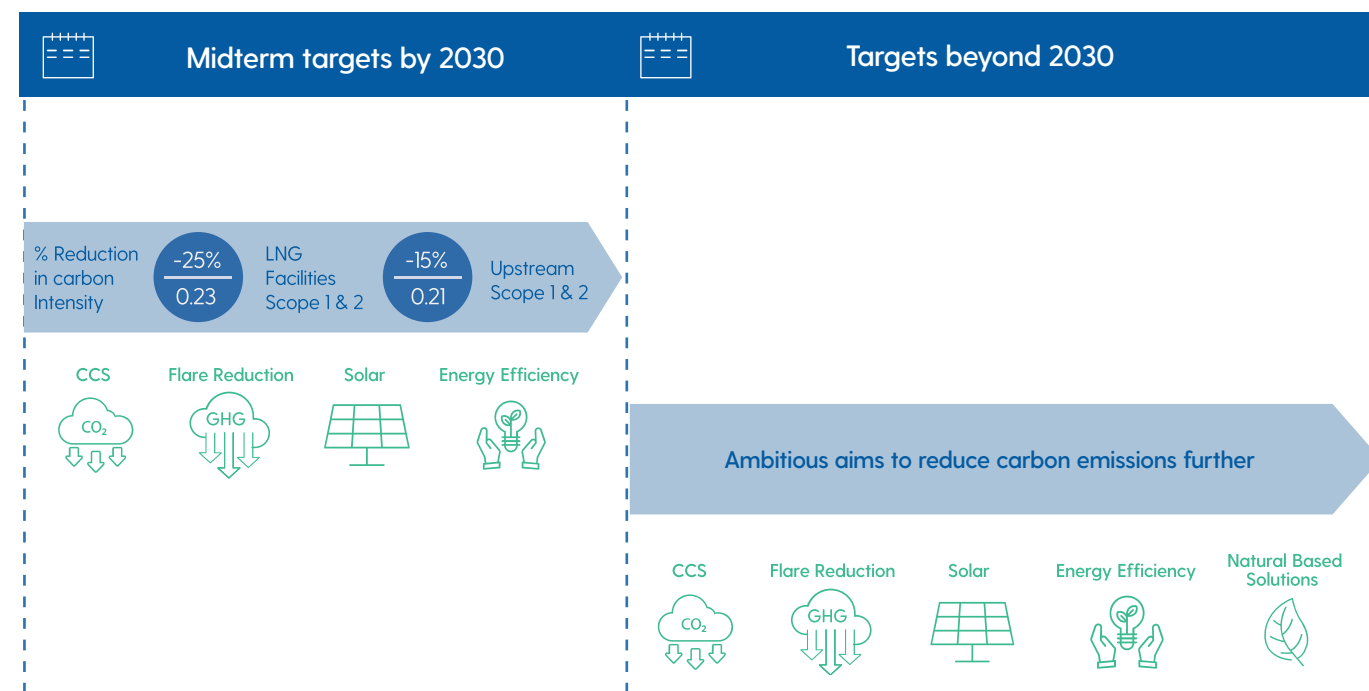 Midterm targets by 2030
Targets beyond 2030
% Reduction
in carbon
Intensity
-25%
0.23
LNG
Facilities
Scope 1 & 2
-15%
0.21
Upstream
Scope 1 & 2
CCS
Flare Reduction
Solar
Energy Efficiency
CO₂
GHG
Ambitious aims to reduce carbon emissions further
CCS
Flare Reduction
Solar
Energy Efficiency
Natural Based
Solutions
CO₂
GHG